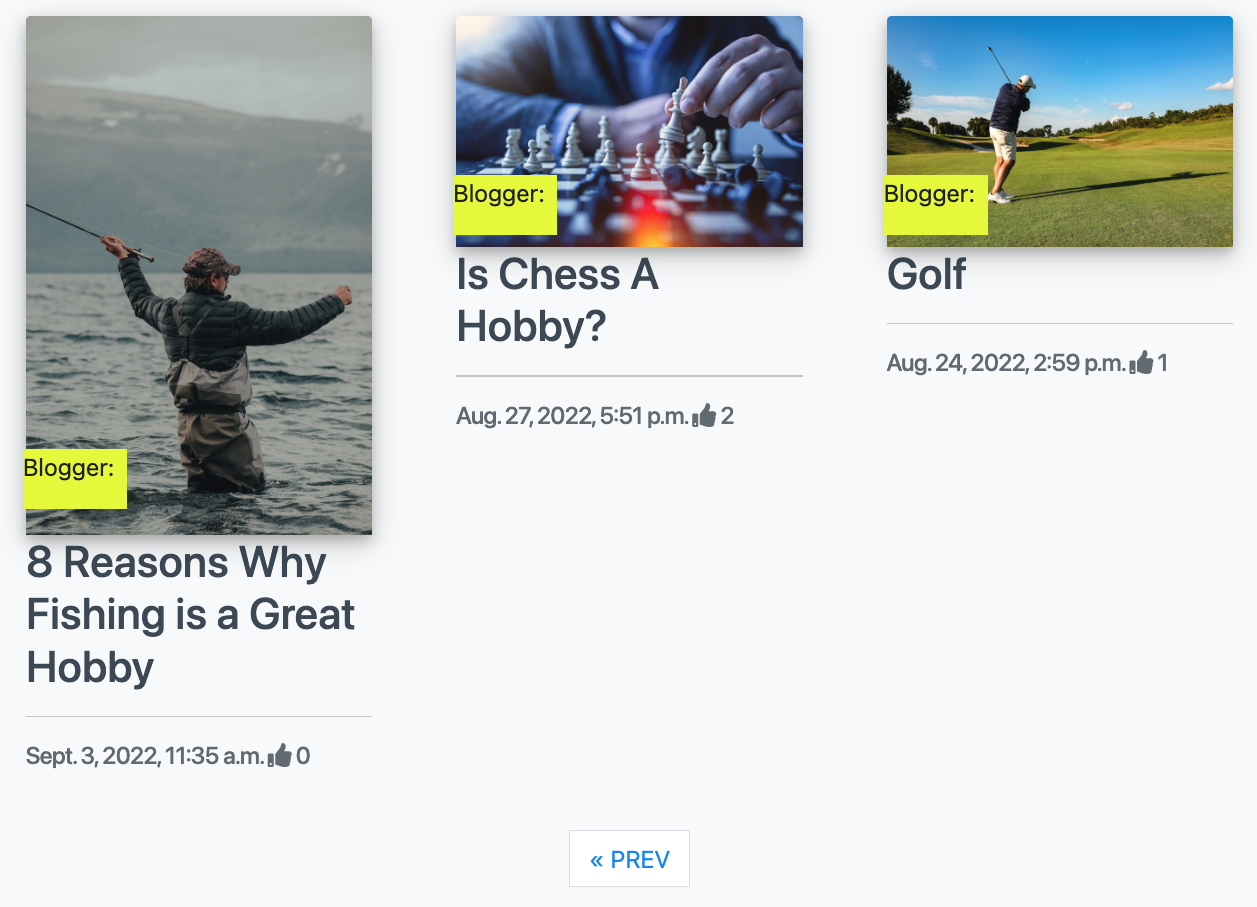 Blogger:
8 Reasons Why
Fishing is a Great
Hobby
Sept. 3, 2022, 11:35 a.m. 0
Blogger:
Is Chess A
Hobby?
Aug. 27, 2022, 5:51 p.m. 2
Blogger:
Golf
Aug. 24, 2022, 2:59 p.m. 1
« PREV